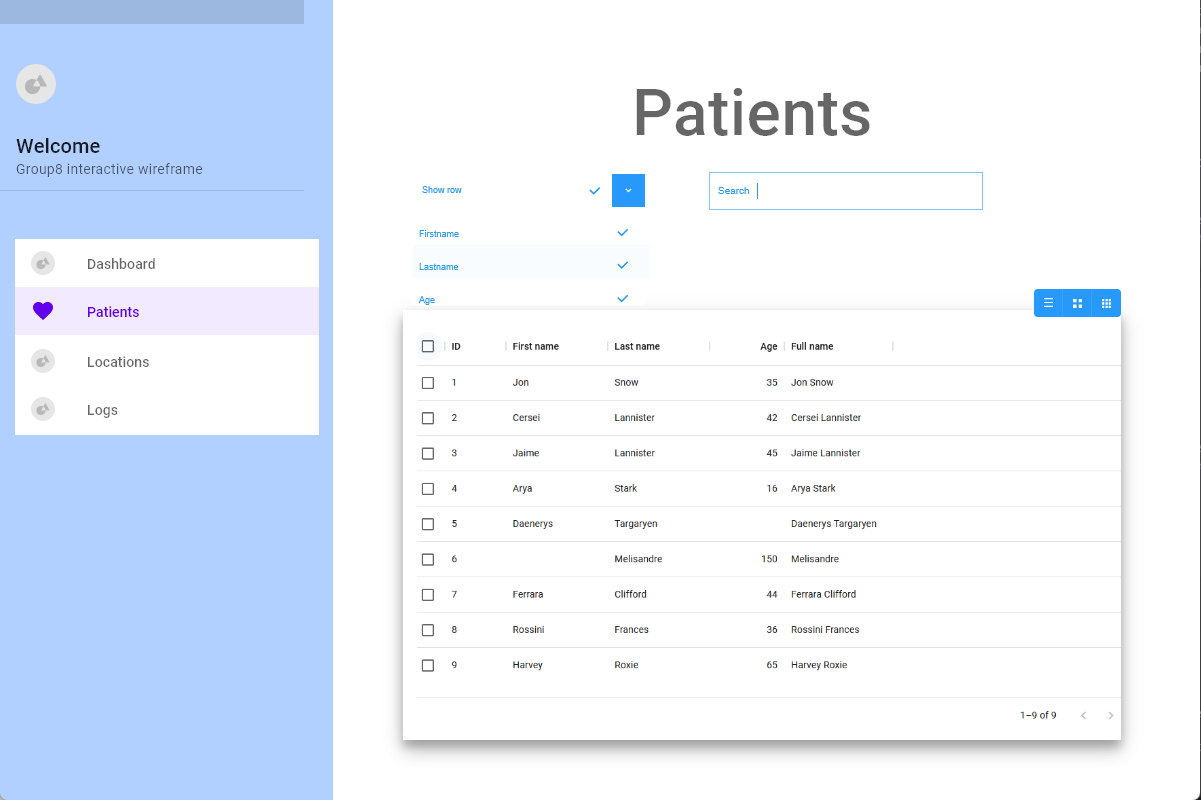 Welcome
Group8 interactive wireframe
Dashboard
Patients
Locations
Logs
Patients
Show row
Search
Firstname
Lastname
Age
ID First name Last name Age Full name
1 Jon Snow 35 Jon Snow
2 Cersei Lannister 42 Cersei Lannister
3 Jaime Lannister 45 Jaime Lannister
4 Arya Stark 16 Arya Stark
5 Daenerys Targaryen Daenerys Targaryen
6 Melisandre 150 Melisandre
7 Ferrara Clifford 44 Ferrara Clifford
8 Rossini Frances 36 Rossini Frances
9 Harvey Roxie 65 Harvey Roxie
1–9 of 9